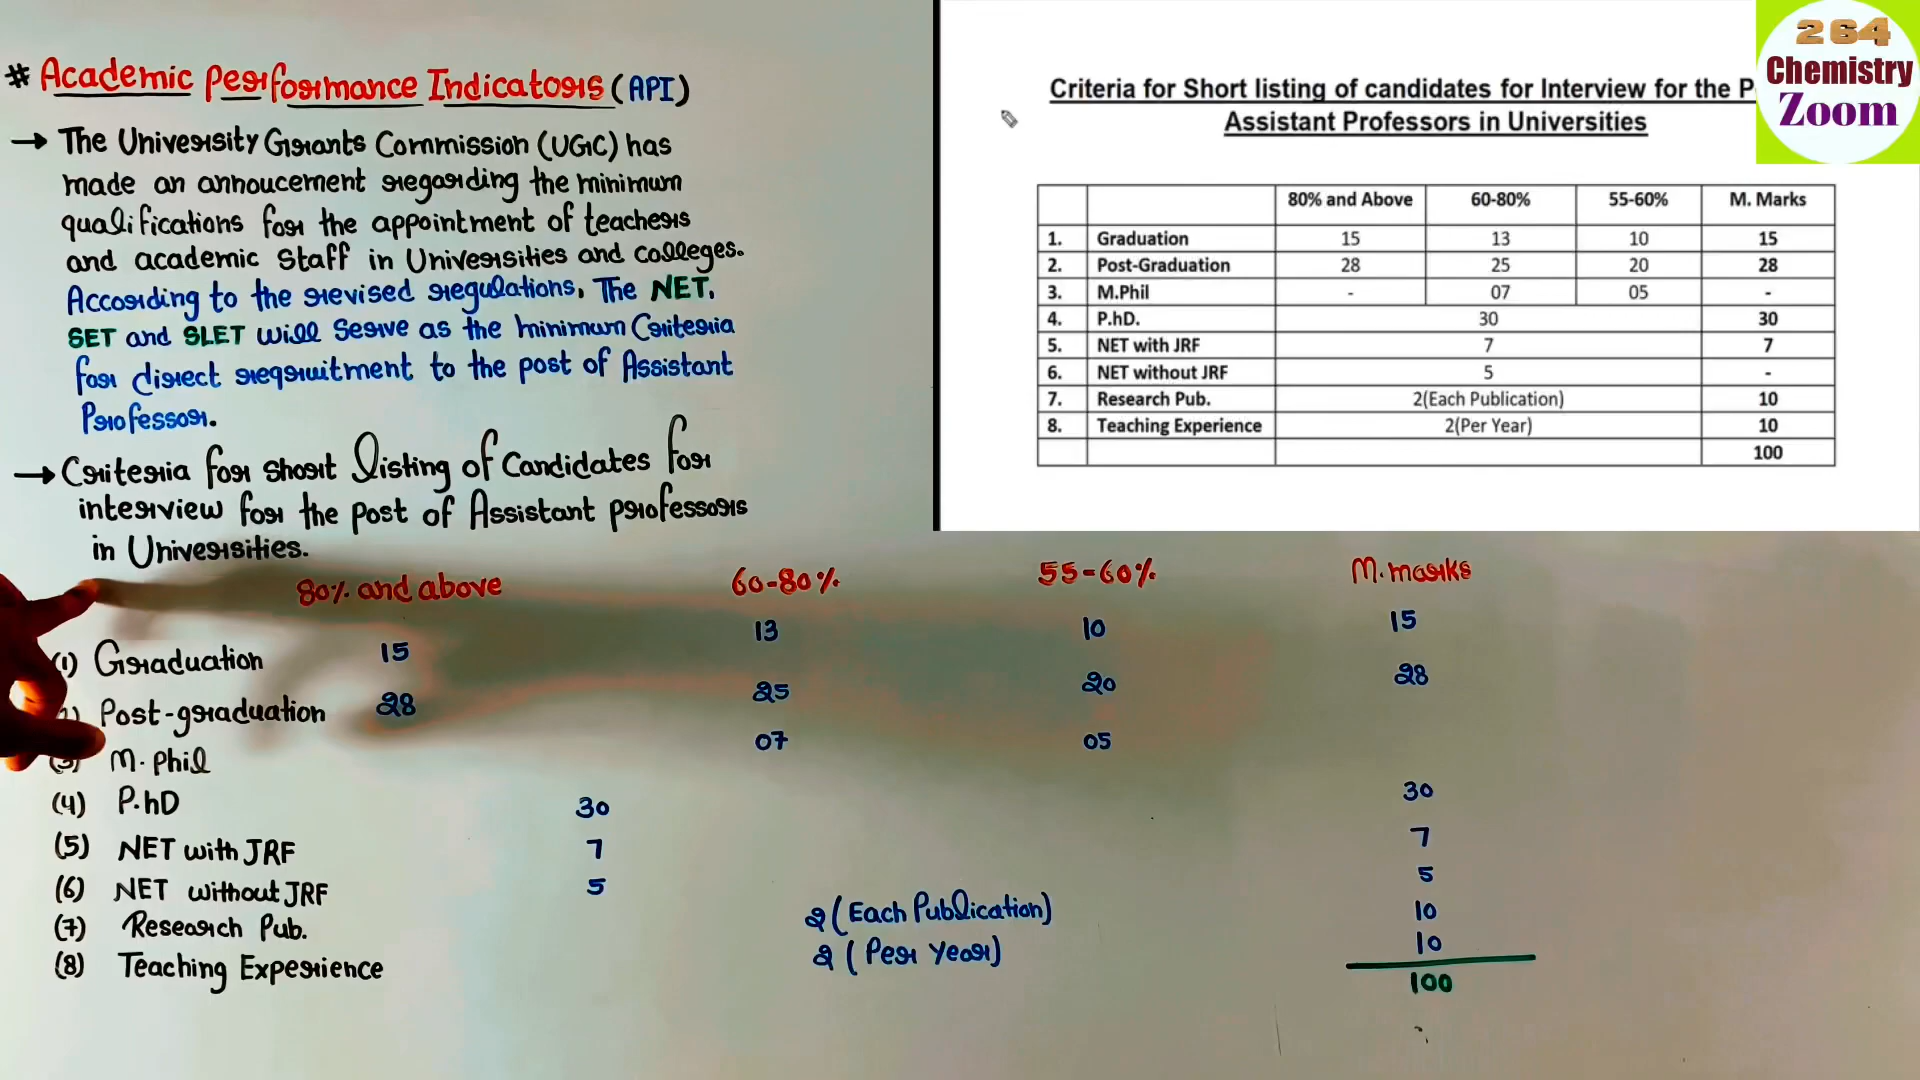 # Academic Performance Indicators (API)
→ The University Grants Commission (UGC) has
made an annoucement regarding the minimum
qualifications for the appointment of teachers
and academic Staff in Universities and colleges.
According to the revised regulations, The NET,
SET and SLET will Serve as the minimum Criteria
for direct reqruitment to the post of Assistant
Professor.
→ Criteria for short listing of Candidates for
interview for the post of Assistant professors
in Universities.
80% and above 60-80% 55-60% M. marks
(1) Graduation 15 13 10 15
Post-graduation 28 25 20 28
(3) M. Phil 07 05
(4) P.hD 30 30
(5) NET with JRF 7 7
(6) NET without JRF 5 5
(7) Research Pub. 2 (Each Publication) 10
(8) Teaching Experience 2 (Per Year) 10
100
Criteria for Short listing of candidates for Interview for the P
Assistant Professors in Universities
80% and Above 60-80% 55-60% M. Marks
1. Graduation 15 13 10 15
2. Post-Graduation 28 25 20 28
3. M.Phil - 07 05 -
4. P.hD. 30 30
5. NET with JRF 7 7
6. NET without JRF 5 -
7. Research Pub. 2(Each Publication) 10
8. Teaching Experience 2(Per Year) 10
100
264
Chemistry
Zoom